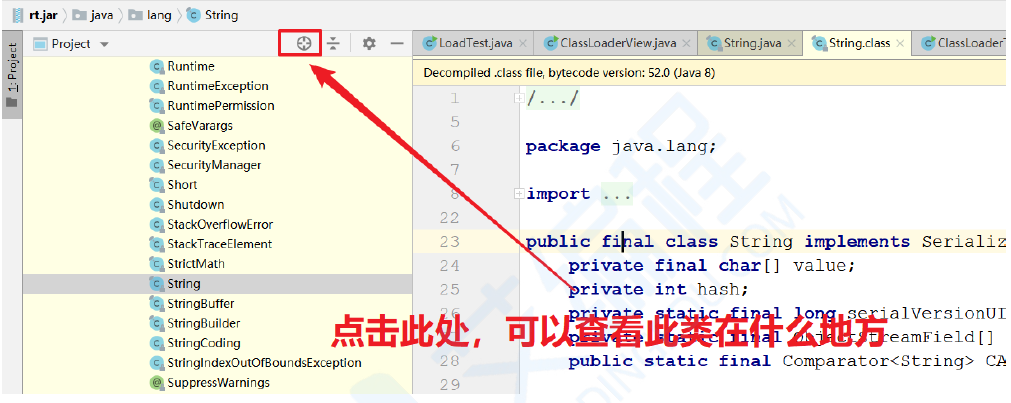 rt.jar java lang String
1: Project
Project
LoadTest.java ClassLoaderView.java String.java String.class ClassLoaderT
Runtime
RuntimeException
RuntimePermission
SafeVarargs
SecurityException
SecurityManager
Short
Shutdown
StackOverflowError
StackTraceElement
StrictMath
String
StringBuffer
StringBuilder
StringCoding
StringIndexOutOfBoundsException
SuppressWarnings
Decompiled .class file, bytecode version: 52.0 (Java 8)
1 /.../
5
6 package java.lang;
7
8 import ...
22
23 public final class String implements Serializ
24 private final char[] value;
25 private int hash;
26 private static final long serialVersionUI
27 private static final ObjectStreamField[]
28 public static final Comparator<String> CA
29
点击此处，可以查看此类在什么地方